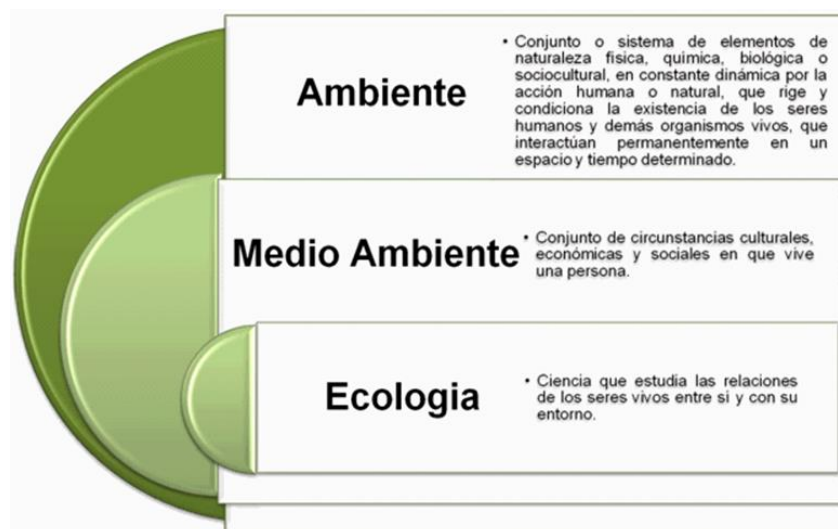 Ambiente
• Conjunto o sistema de elementos de
naturaleza física, química, biológica o
sociocultural, en constante dinámica por la
acción humana o natural, que rige y
condiciona la existencia de los seres
humanos y demás organismos vivos, que
interactúan permanentemente en un
espacio y tiempo determinado.
Medio Ambiente
• Conjunto de circunstancias culturales,
económicas y sociales en que vive
una persona.
Ecologia
• Ciencia que estudia las relaciones
de los seres vivos entre si y con su
entorno.